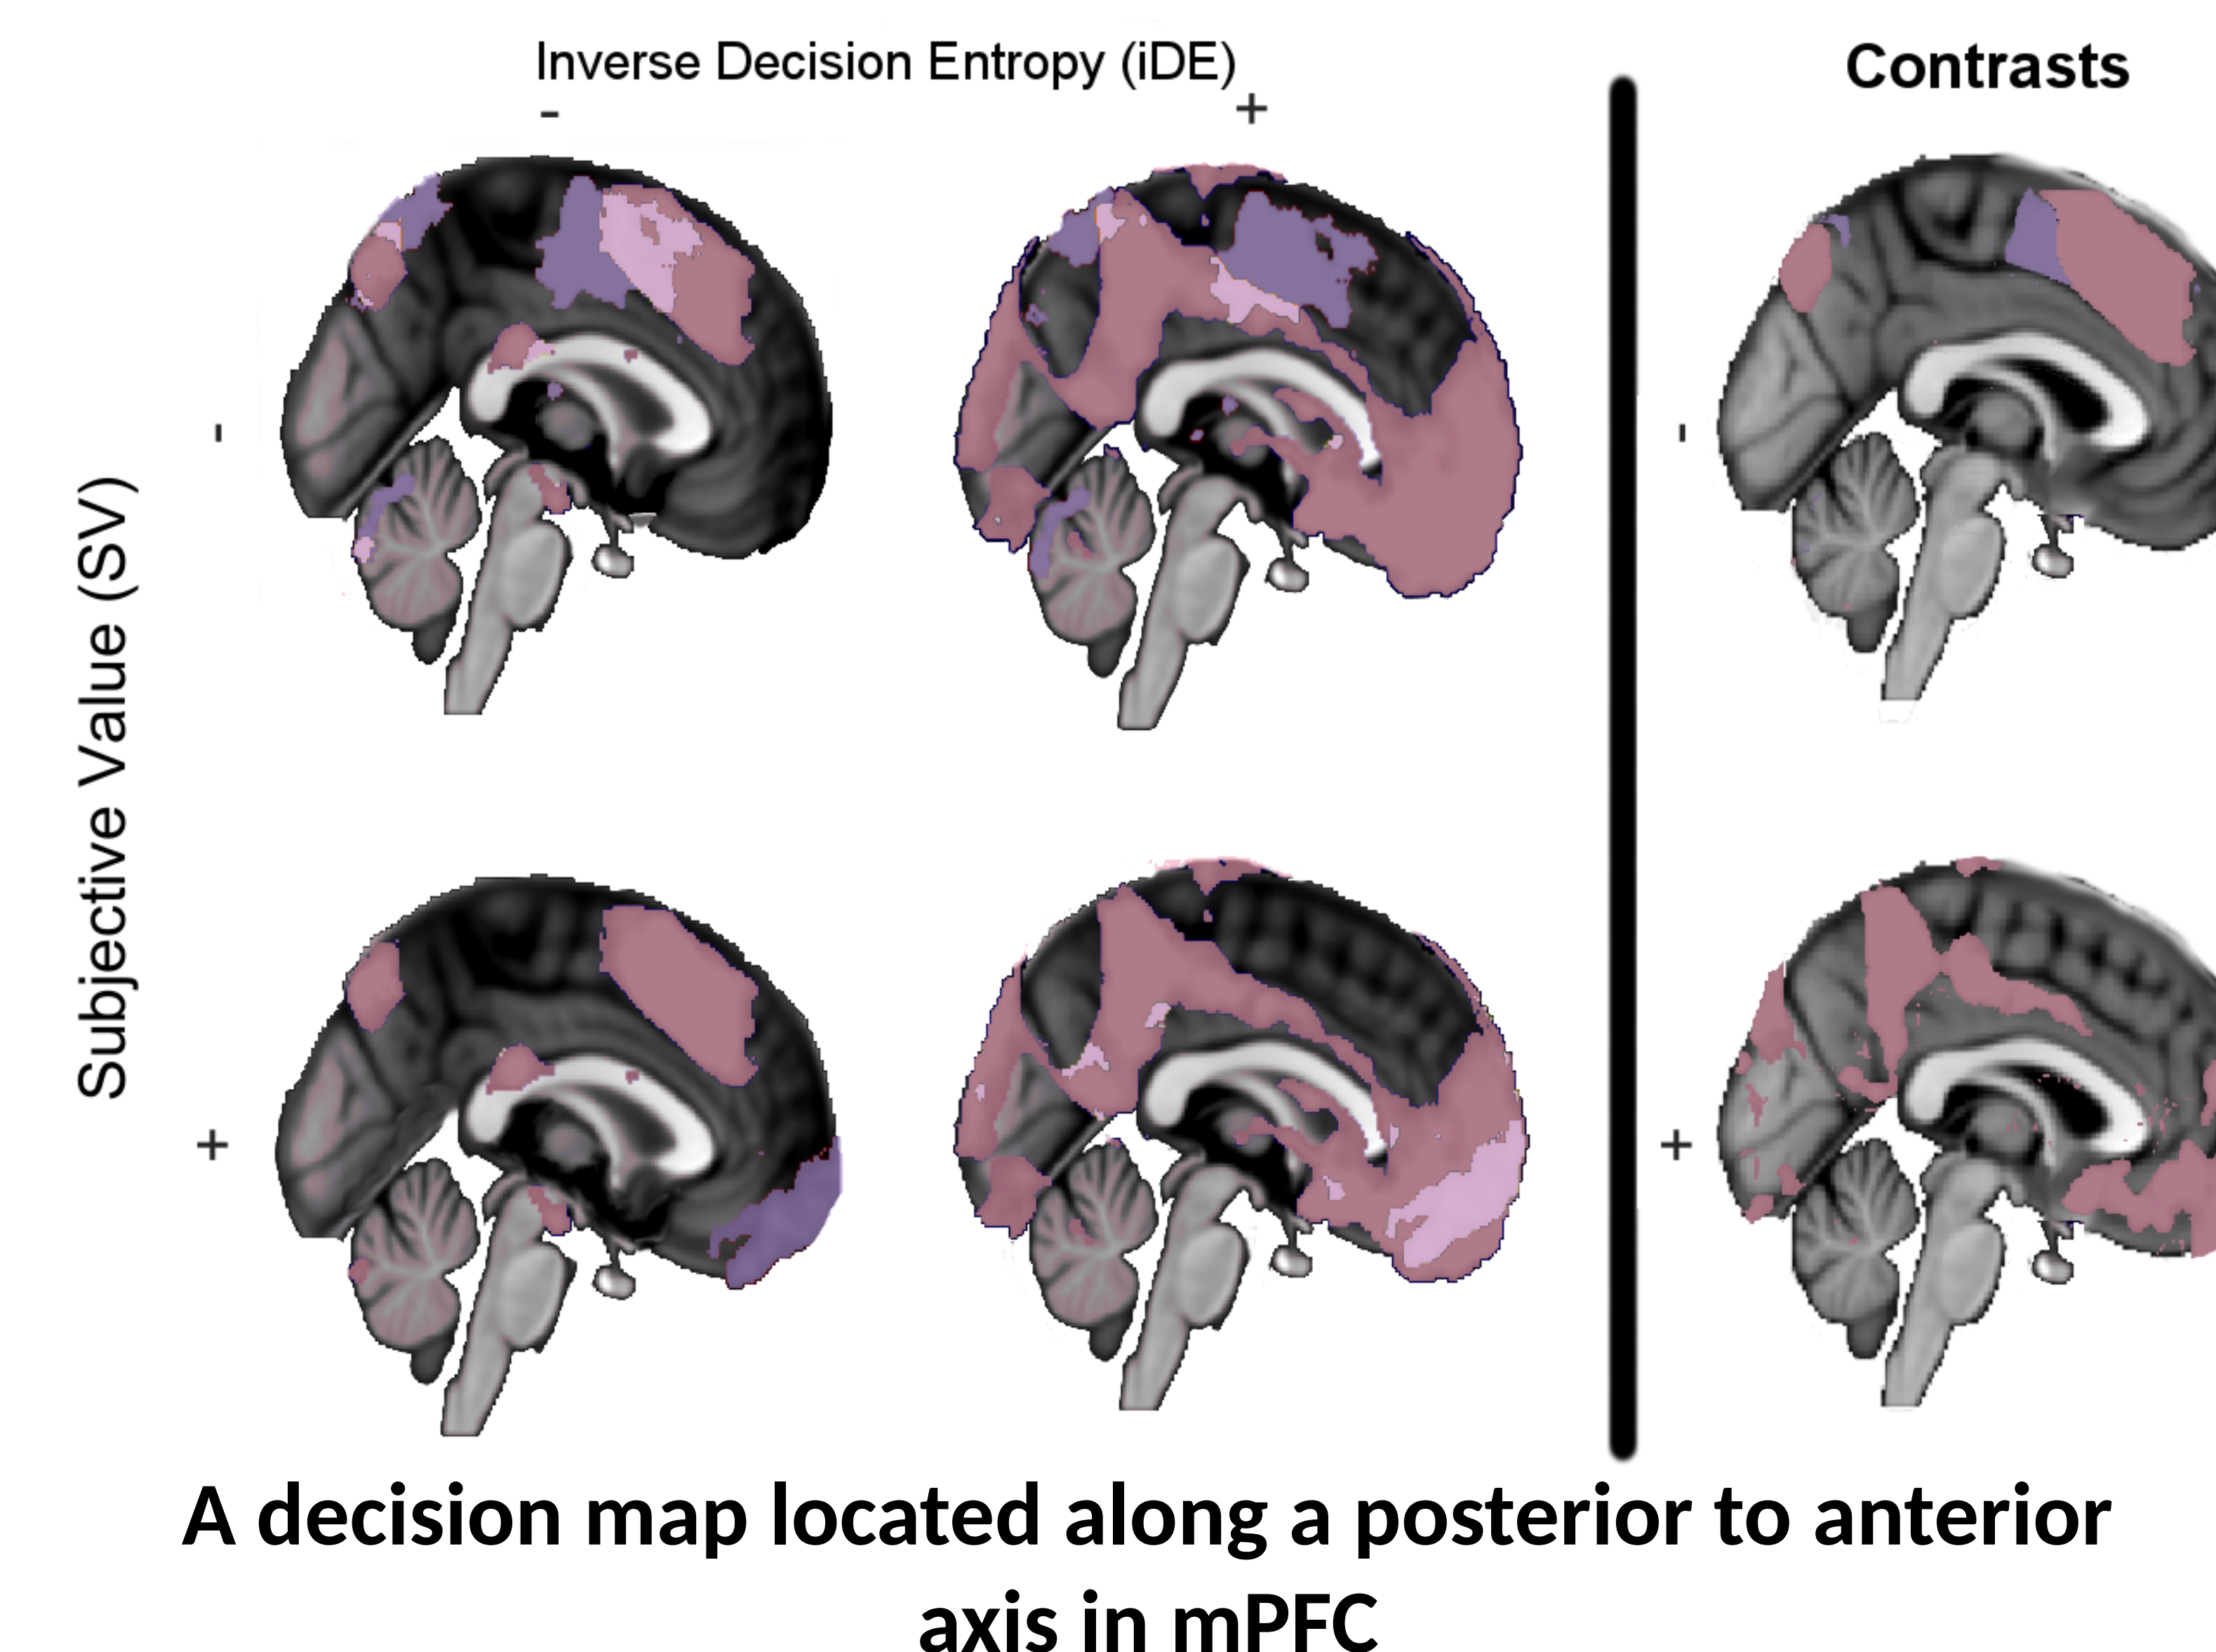 Inverse Decision Entropy (iDE)
Contrasts
- +
-
-
Subjective Value (SV)
+
+
A decision map located along a posterior to anterior
axis in mPFC